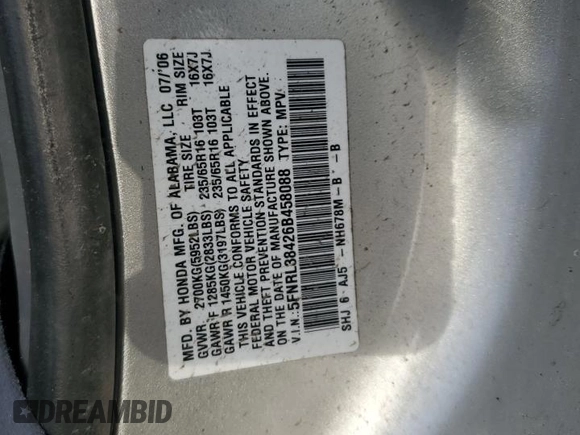 MFD. BY HONDA MFG. OF ALABAMA, LLC 07/'06
TIRE SIZE RIM SIZE
GVWR 2700KG(5952LBS)
GAWR F 1285KG(2833LBS) 235/65R16 103T 16X7J
GAWR R 1450KG(3197LBS) 235/65R16 103T 16X7J
THIS VEHICLE CONFORMS TO ALL APPLICABLE
FEDERAL MOTOR VEHICLE SAFETY
AND THEFT PREVENTION STANDARDS IN EFFECT
ON THE DATE OF MANUFACTURE SHOWN ABOVE.
V.I.N.:5FNRL38426B458088 TYPE: MPV
SHJ 6 AJ5 - NH678M - B - B
DREAMBID